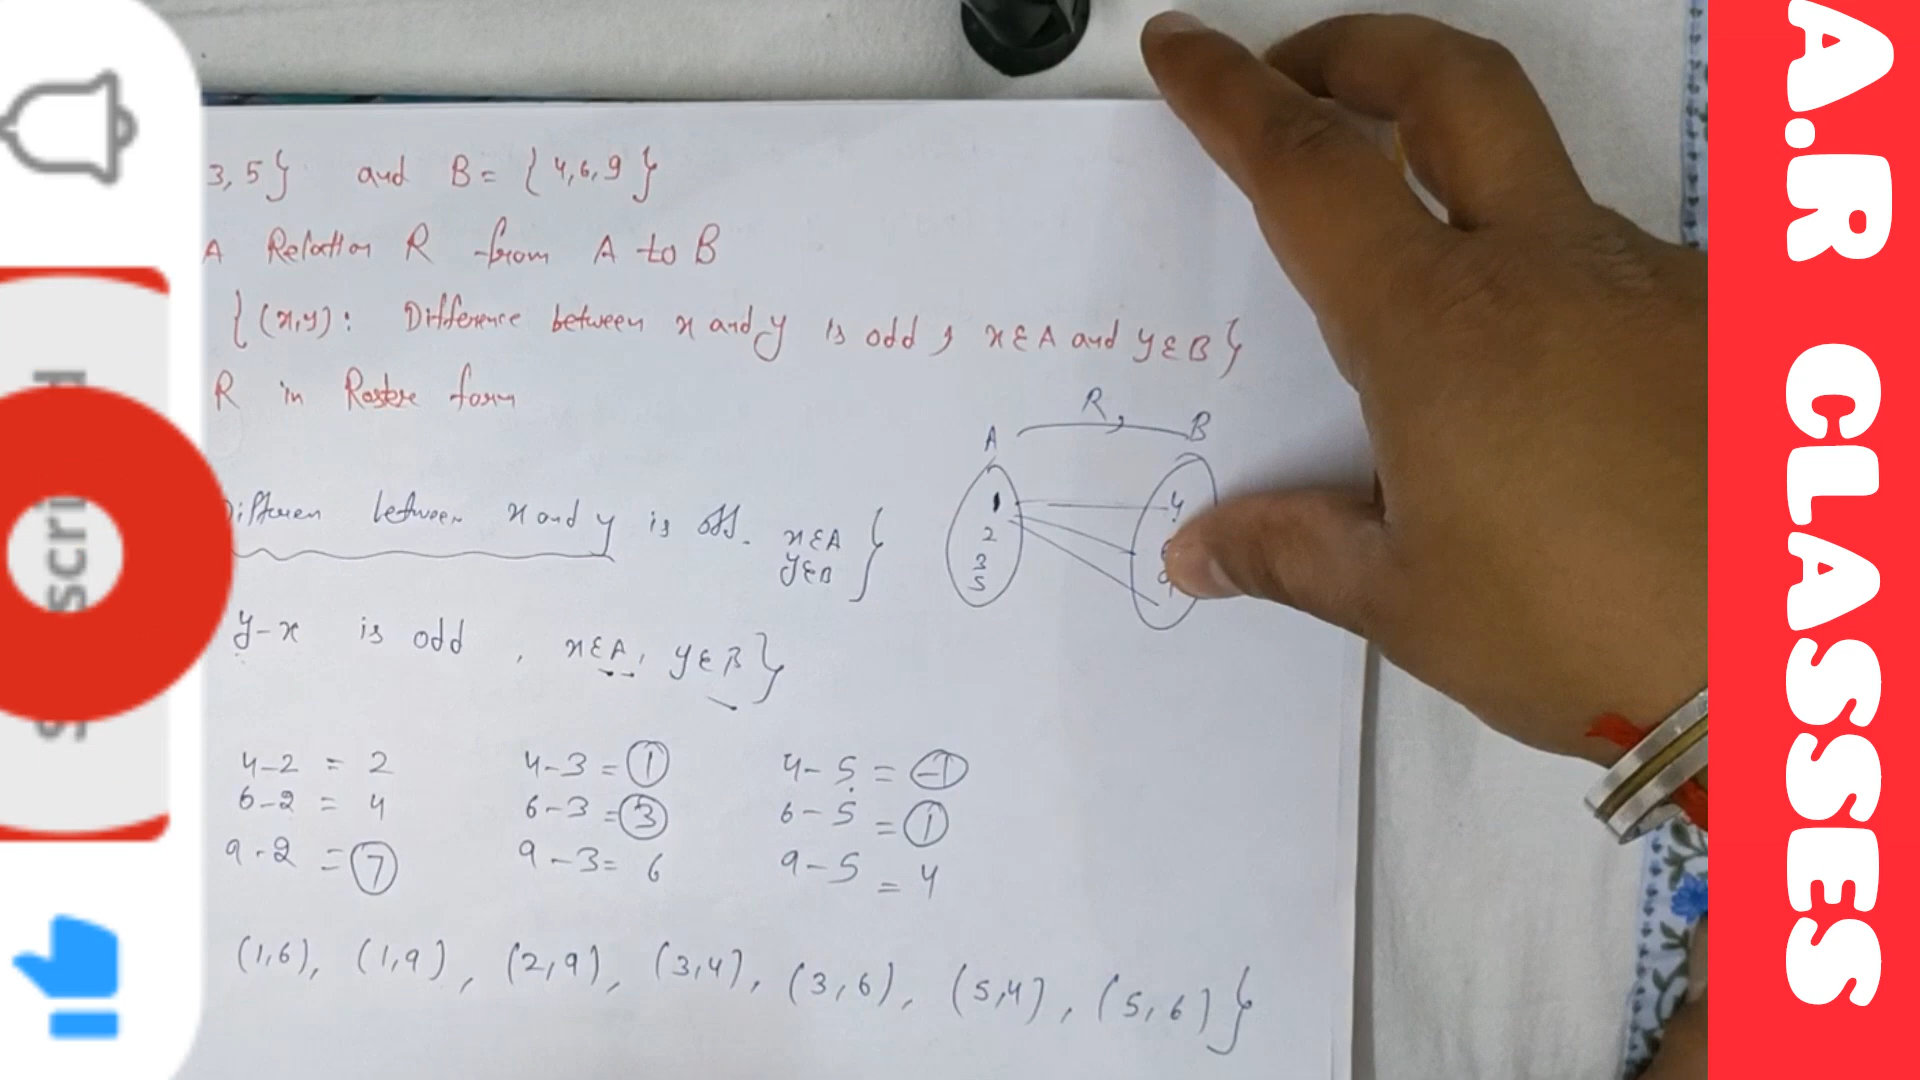 3, 5} and B = {4, 6, 9}
A Relation R from A to B
{(x,y): Difference between x and y is odd, x ∈ A and y ∈ B}
R in form
between x and y is x ∈ A
y ∈ B }
y - x is odd, x ∈ A, y ∈ B}
A R B
1 4
2
3
5
4-2 = 2 4-3 = 1 4-5 = -1
6-2 = 4 6-3 = 3 6-5 = 1
9-2 = 7 9-3 = 6 9-5 = 4
(1,6), (1,9), (2,9), (3,4), (3,6), (5,4), (5,6)}
A.R CLASSES